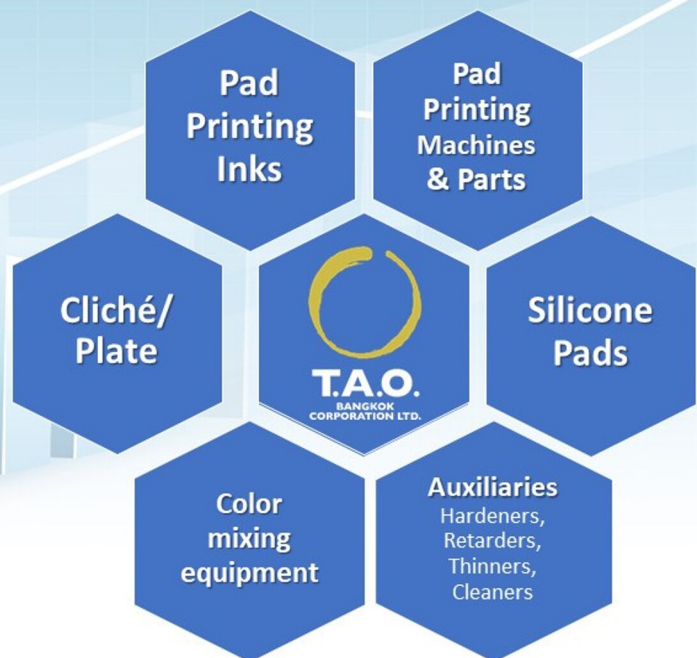 Pad
Printing
Inks
Pad
Printing
Machines
& Parts
Cliché/
Plate
T.A.O.
BANGKOK
CORPORATION LTD.
Silicone
Pads
Color
mixing
equipment
Auxiliaries
Hardeners,
Retarders,
Thinners,
Cleaners